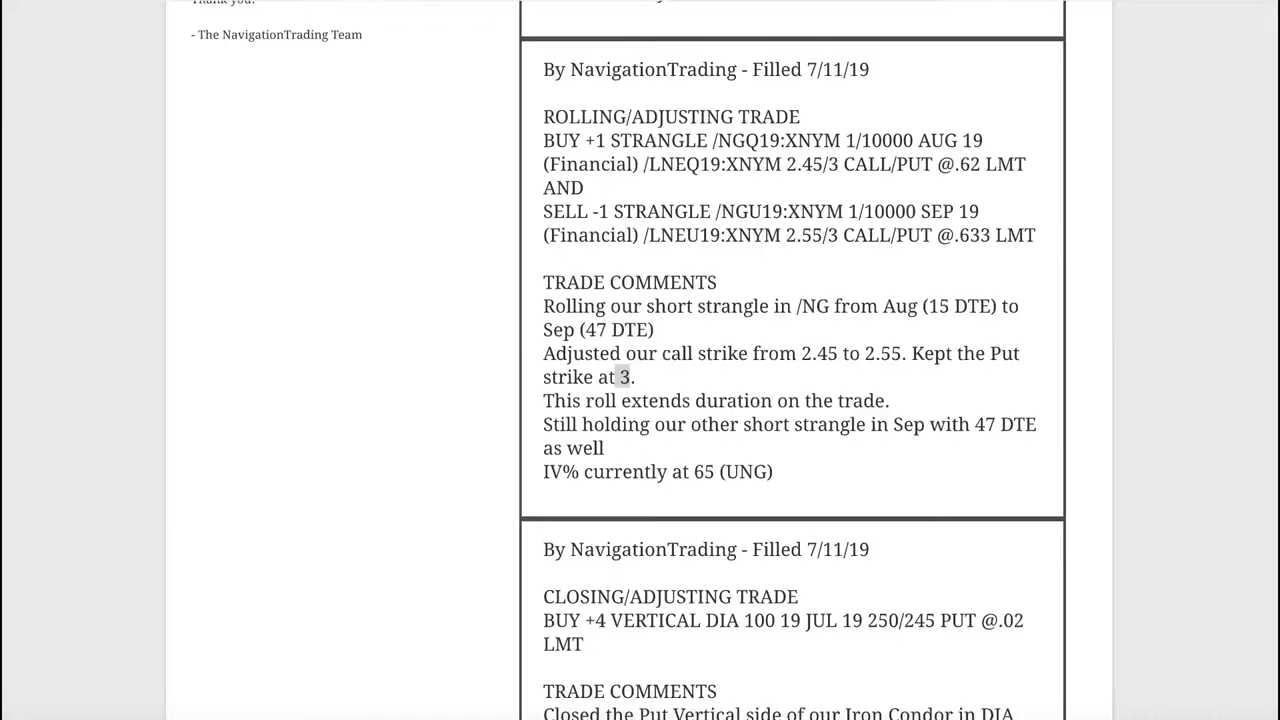 Thank you!
- The NavigationTrading Team
By NavigationTrading - Filled 7/11/19
ROLLING/ADJUSTING TRADE
BUY +1 STRANGLE /NGQ19:XNYM 1/10000 AUG 19
(Financial) /LNEQ19:XNYM 2.45/3 CALL/PUT @.62 LMT
AND
SELL -1 STRANGLE /NGU19:XNYM 1/10000 SEP 19
(Financial) /LNEU19:XNYM 2.55/3 CALL/PUT @.633 LMT
TRADE COMMENTS
Rolling our short strangle in /NG from Aug (15 DTE) to
Sep (47 DTE)
Adjusted our call strike from 2.45 to 2.55. Kept the Put
strike at 3.
This roll extends duration on the trade.
Still holding our other short strangle in Sep with 47 DTE
as well
IV% currently at 65 (UNG)
By NavigationTrading - Filled 7/11/19
CLOSING/ADJUSTING TRADE
BUY +4 VERTICAL DIA 100 19 JUL 19 250/245 PUT @.02
LMT
TRADE COMMENTS
Closed the Put Vertical side of our Iron Condor in DIA